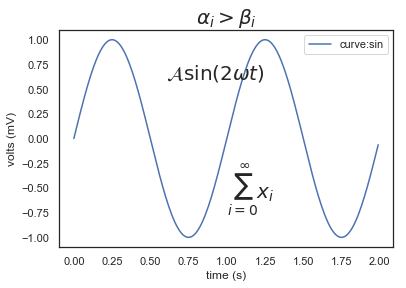 αᵢ > βᵢ
curve:sin
𝒜sin(2ωt)
∞
∑ xᵢ
i = 0
volts (mV)
1.00
0.75
0.50
0.25
0.00
−0.25
−0.50
−0.75
−1.00
0.00 0.25 0.50 0.75 1.00 1.25 1.50 1.75 2.00
time (s)